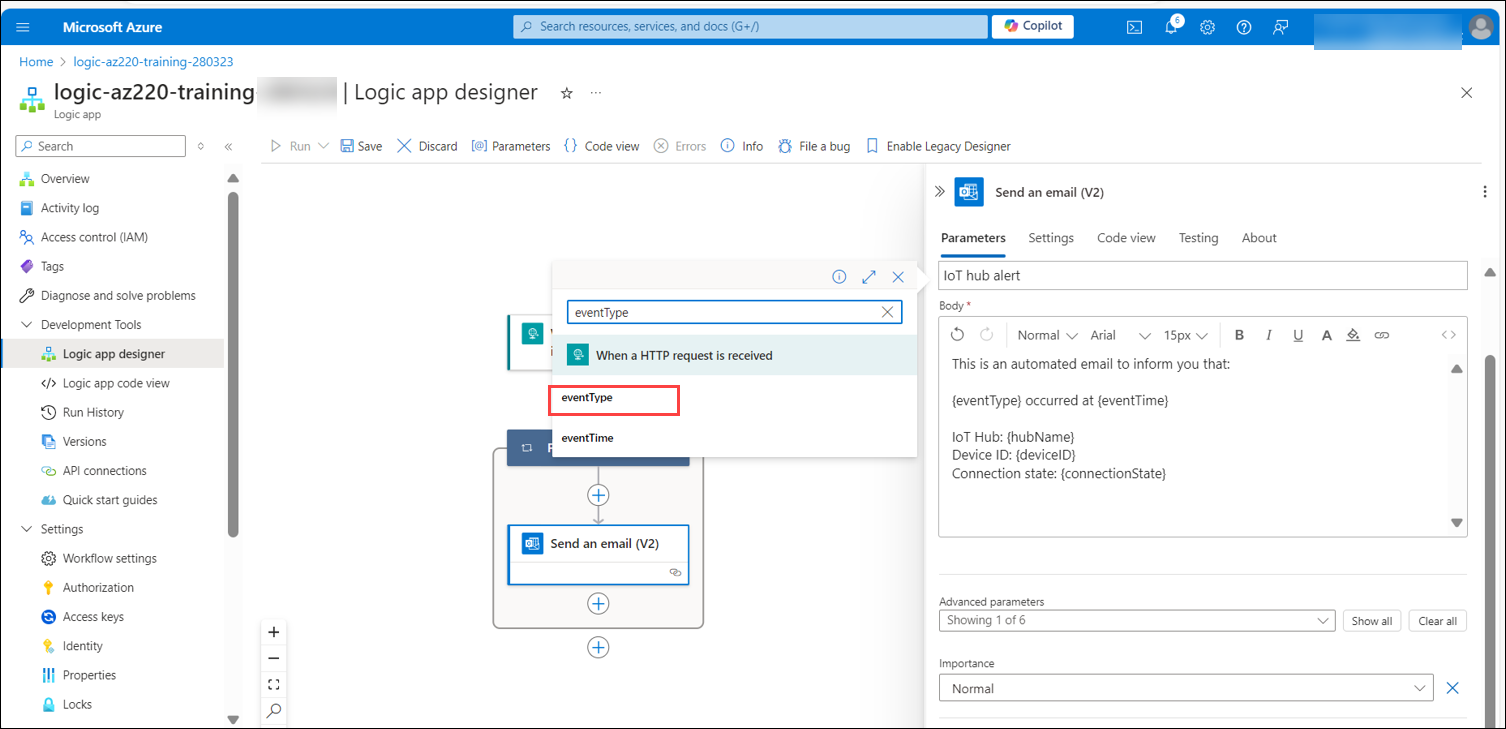 Microsoft Azure
Search resources, services, and docs (G+/)
Copilot
6
Home > logic-az220-training-280323
logic-az220-training- | Logic app designer
Logic app
Search
Run
Save
Discard
Parameters
Code view
Errors
Info
File a bug
Enable Legacy Designer
Overview
Activity log
Access control (IAM)
Tags
Diagnose and solve problems
Development Tools
Logic app designer
Logic app code view
Run History
Versions
API connections
Quick start guides
Settings
Workflow settings
Authorization
Access keys
Identity
Properties
Locks
eventType
When a HTTP request is received
eventType
eventTime
Send an email (V2)
Send an email (V2)
Parameters
Settings
Code view
Testing
About
IoT hub alert
Body *
Normal
Arial
15px
B
I
U
A
This is an automated email to inform you that:
{eventType} occurred at {eventTime}
IoT Hub: {hubName}
Device ID: {deviceID}
Connection state: {connectionState}
Advanced parameters
Showing 1 of 6
Show all
Clear all
Importance
Normal